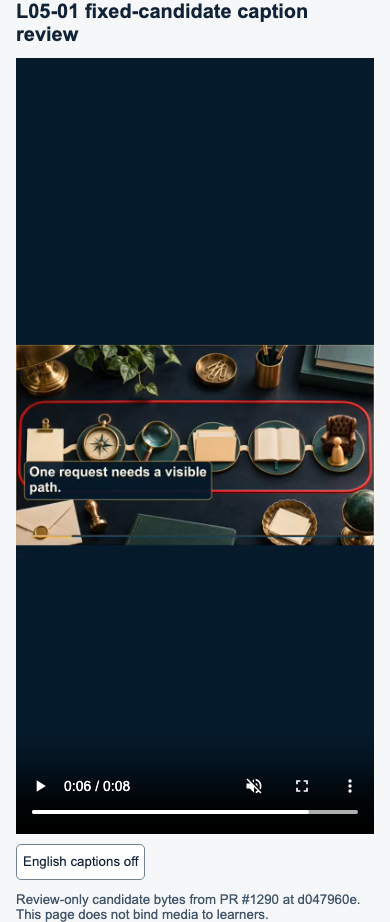 L05-01 fixed-candidate caption
review
One request needs a visible
path.
0:06 / 0:08
English captions off
Review-only candidate bytes from PR #1290 at d047960e.
This page does not bind media to learners.